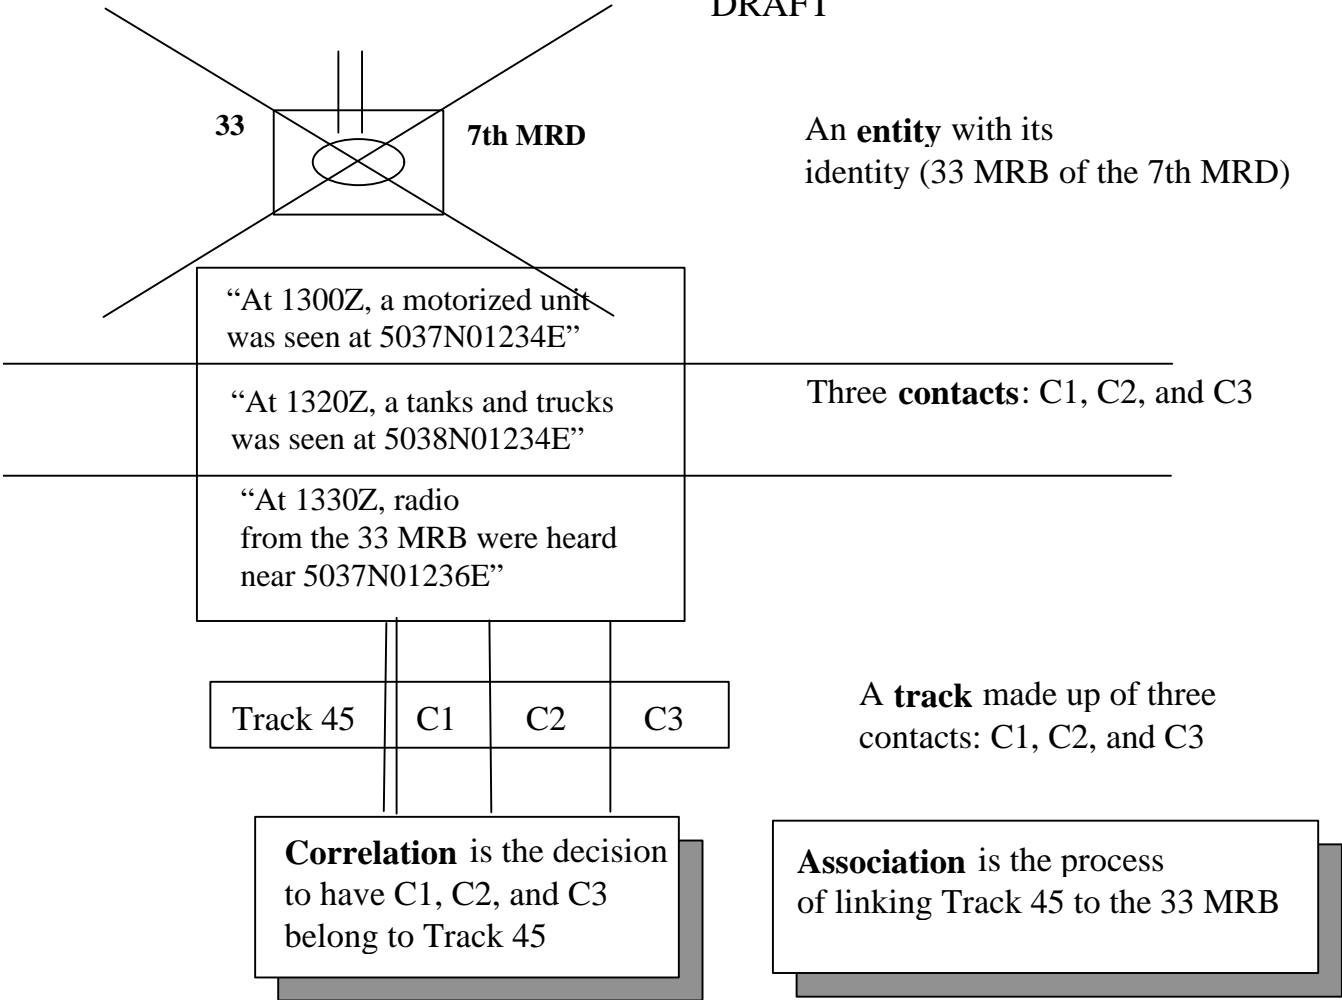 DRAFT
33
7th MRD
An entity with its
identity (33 MRB of the 7th MRD)
“At 1300Z, a motorized unit
was seen at 5037N01234E”
“At 1320Z, a tanks and trucks
was seen at 5038N01234E”
Three contacts: C1, C2, and C3
“At 1330Z, radio
from the 33 MRB were heard
near 5037N01236E”
Track 45 C1 C2 C3
A track made up of three
contacts: C1, C2, and C3
Correlation is the decision
to have C1, C2, and C3
belong to Track 45
Association is the process
of linking Track 45 to the 33 MRB